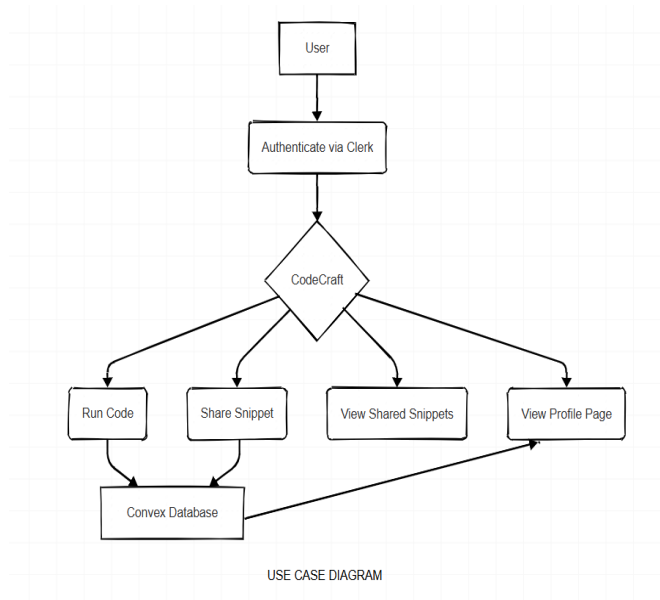 User
Authenticate via Clerk
CodeCraft
Run Code
Share Snippet
View Shared Snippets
View Profile Page
Convex Database
USE CASE DIAGRAM